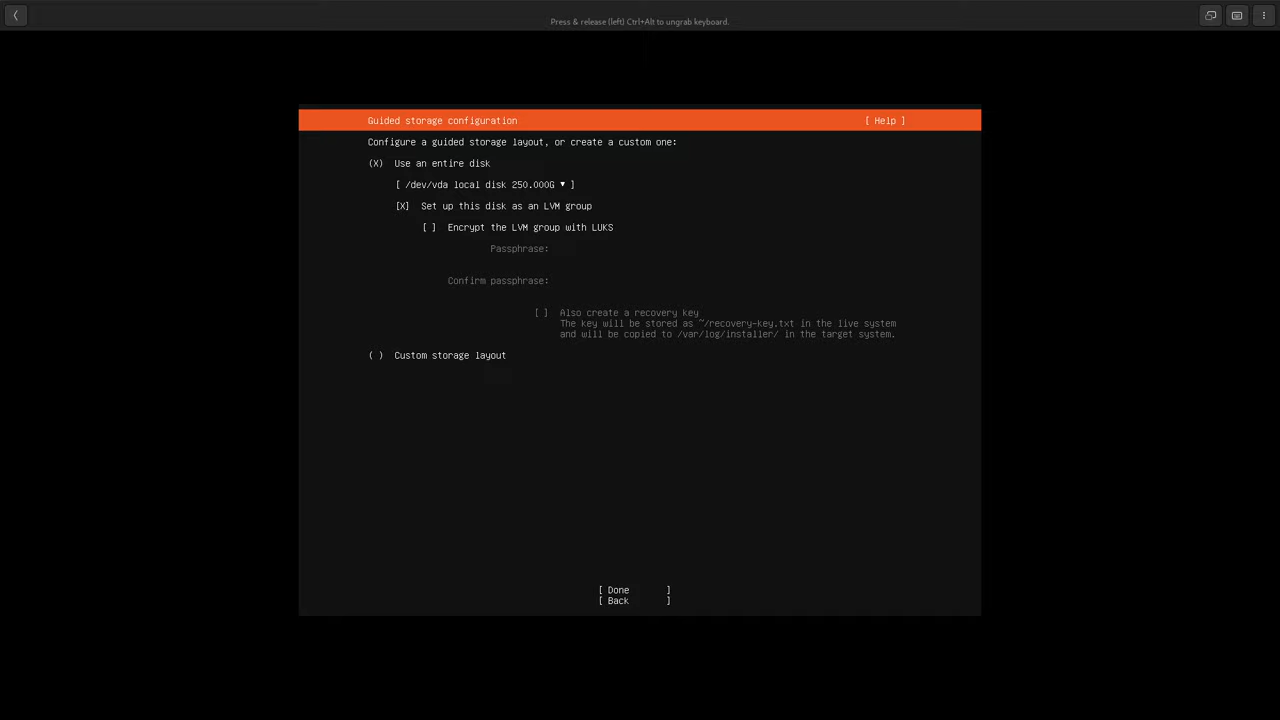 Press & release (left) Ctrl+Alt to ungrab keyboard.
Guided storage configuration [ Help ]
Configure a guided storage layout, or create a custom one:
(X) Use an entire disk
[ /dev/vda local disk 250.000G ▾ ]
[X] Set up this disk as an LVM group
[ ] Encrypt the LVM group with LUKS
Passphrase:
Confirm passphrase:
[ ] Also create a recovery key
The key will be stored as ~/recovery-key.txt in the live system
and will be copied to /var/log/installer/ in the target system.
( ) Custom storage layout
[ Done ]
[ Back ]